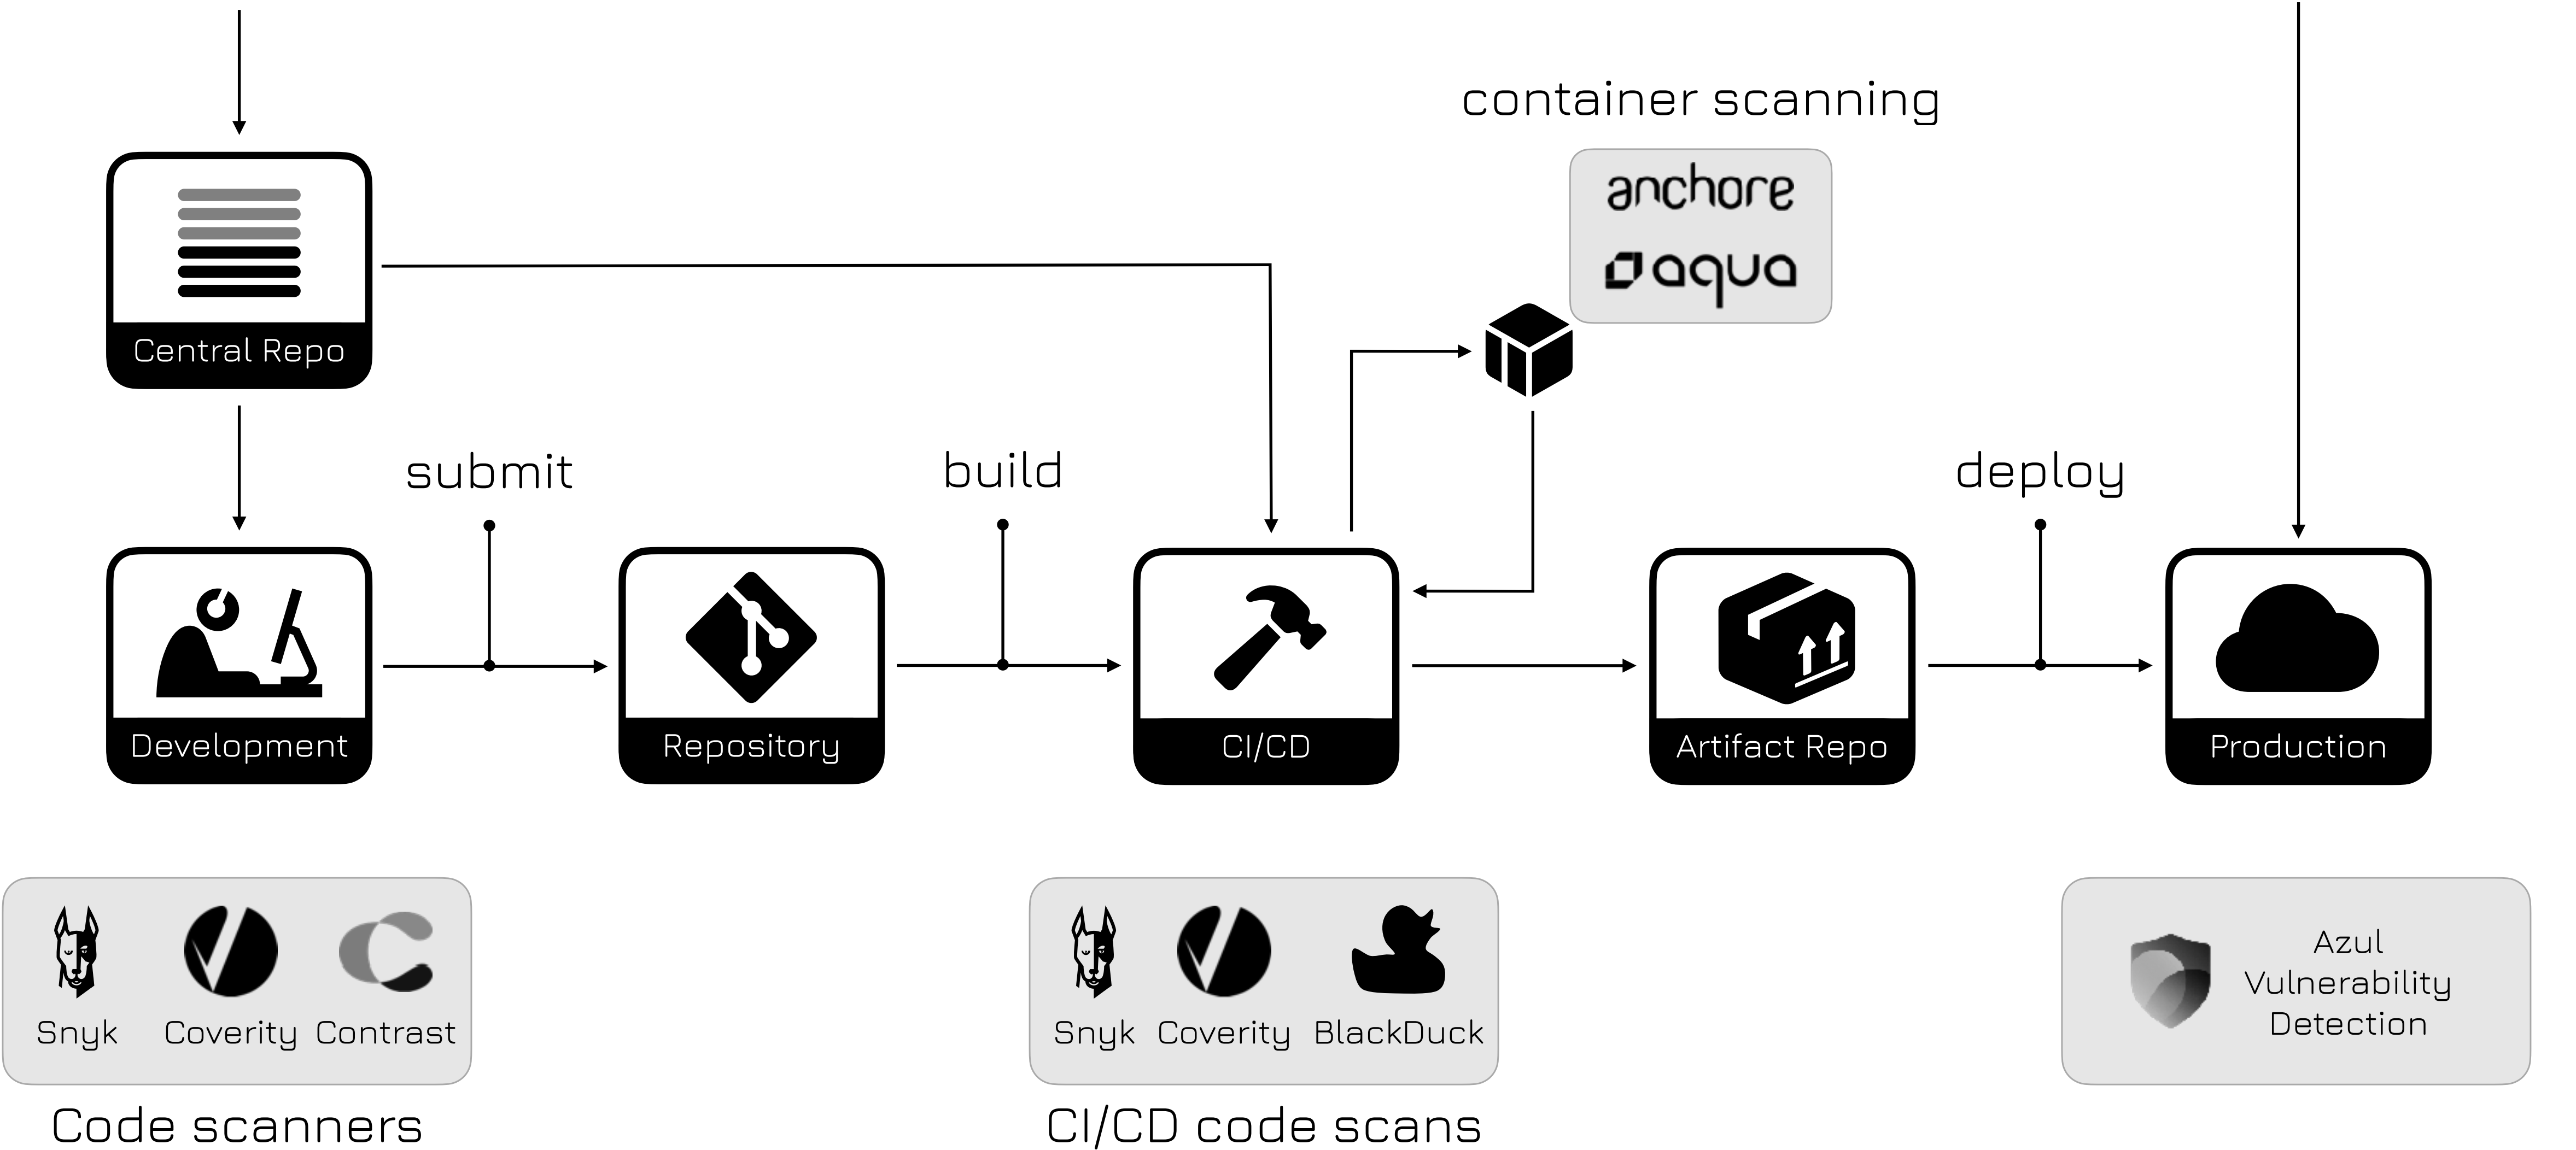 container scanning
anchore
aqua
Central Repo
submit
build
deploy
Development
Repository
CI/CD
Artifact Repo
Production
Snyk
Coverity
Contrast
Code scanners
Snyk
Coverity
BlackDuck
CI/CD code scans
Azul
Vulnerability
Detection